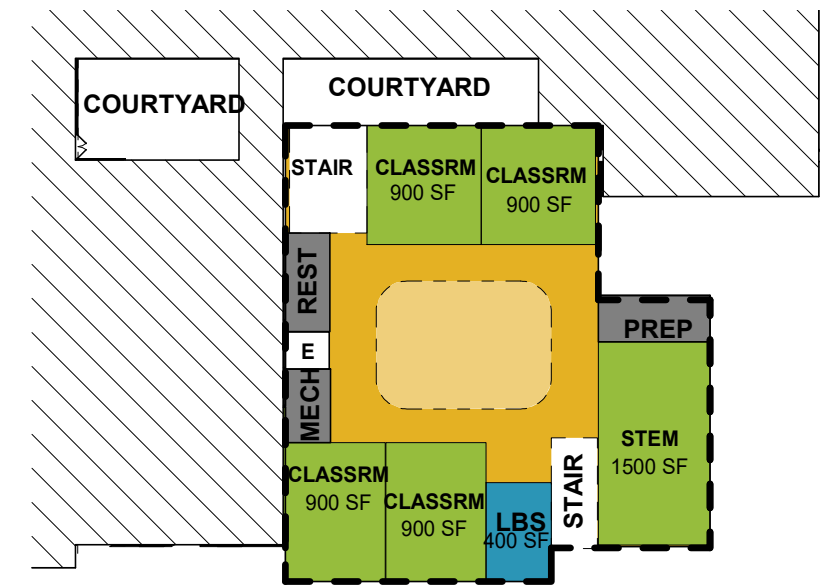 COURTYARD
COURTYARD
STAIR
CLASSRM
900 SF
CLASSRM
900 SF
REST
E
MECH
PREP
STEM
1500 SF
CLASSRM
900 SF
CLASSRM
900 SF
LBS
400 SF
STAIR